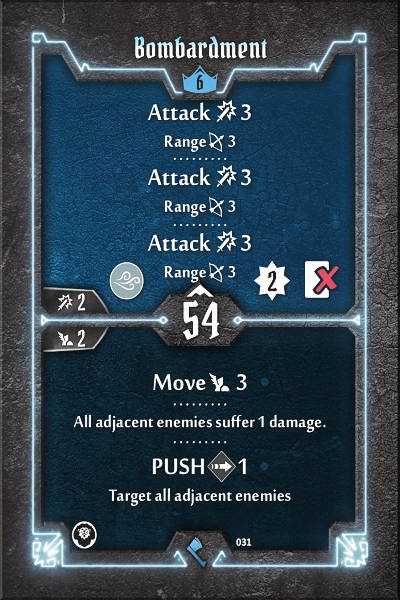 Bombardment
6
Attack 3
Range 3
Attack 3
Range 3
Attack 3
Range 3
2
2
54
2
Move 3
All adjacent enemies suffer 1 damage.
PUSH 1
Target all adjacent enemies
031